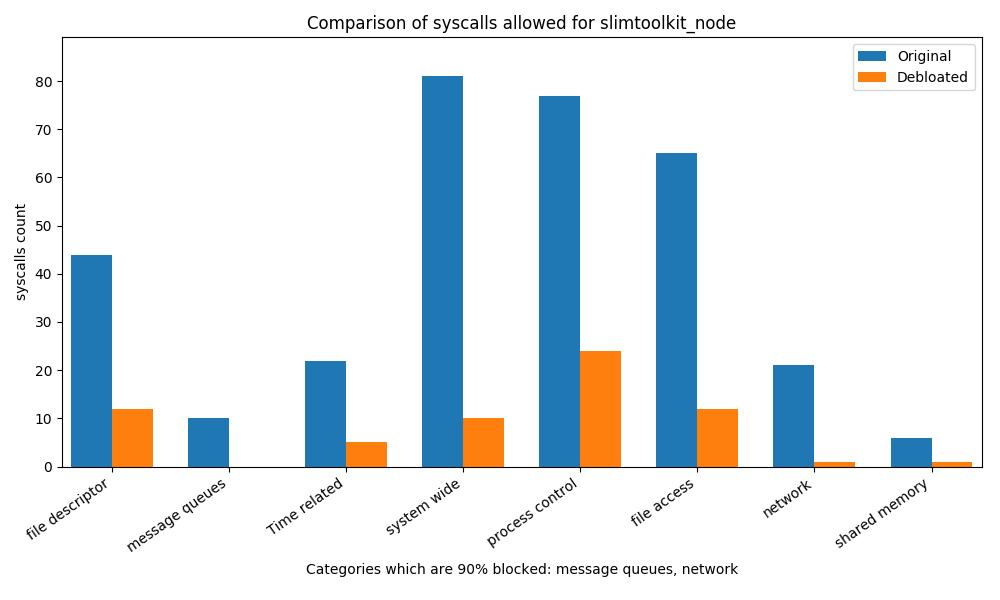 Comparison of syscalls allowed for slimtoolkit_node
Original
Debloated
syscalls count
80
70
60
50
40
30
20
10
0
file descriptor
message queues
Time related
system wide
process control
file access
network
shared memory
Categories which are 90% blocked: message queues, network